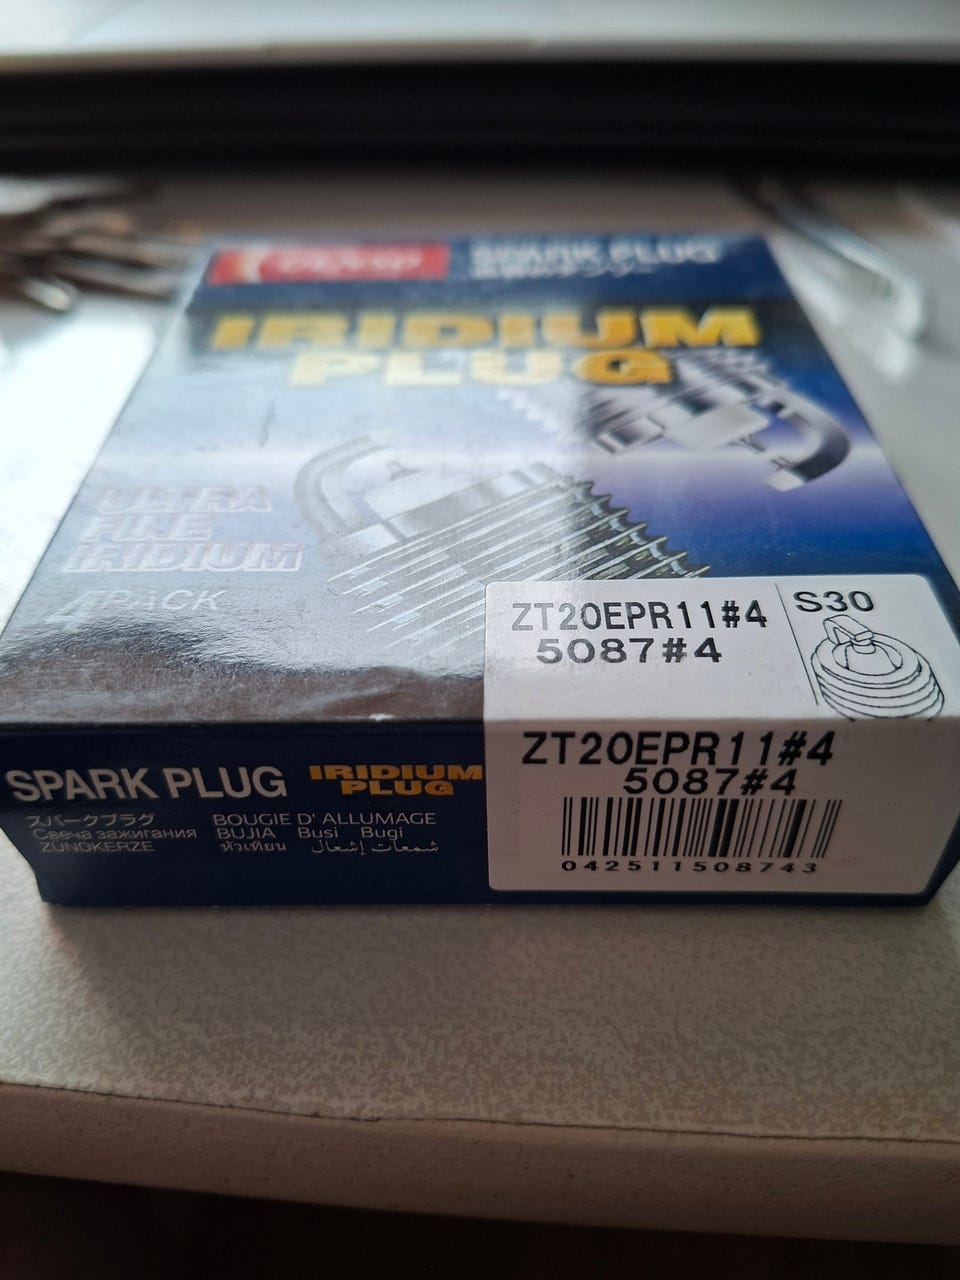 DENSO
SPARK PLUG
IRIDIUM
PLUG
ULTRA
FINE
IRIDIUM
4PACK
ZT20EPR11#4
5087#4
S30
ZT20EPR11#4
5087#4
042511508743
SPARK PLUG
IRIDIUM
PLUG
スパークプラグ
Свеча зажигания
ZÜNDKERZE
BOUGIE D' ALLUMAGE
BUJIA Busi Bugi
หัวเทียน شمعات إشعال